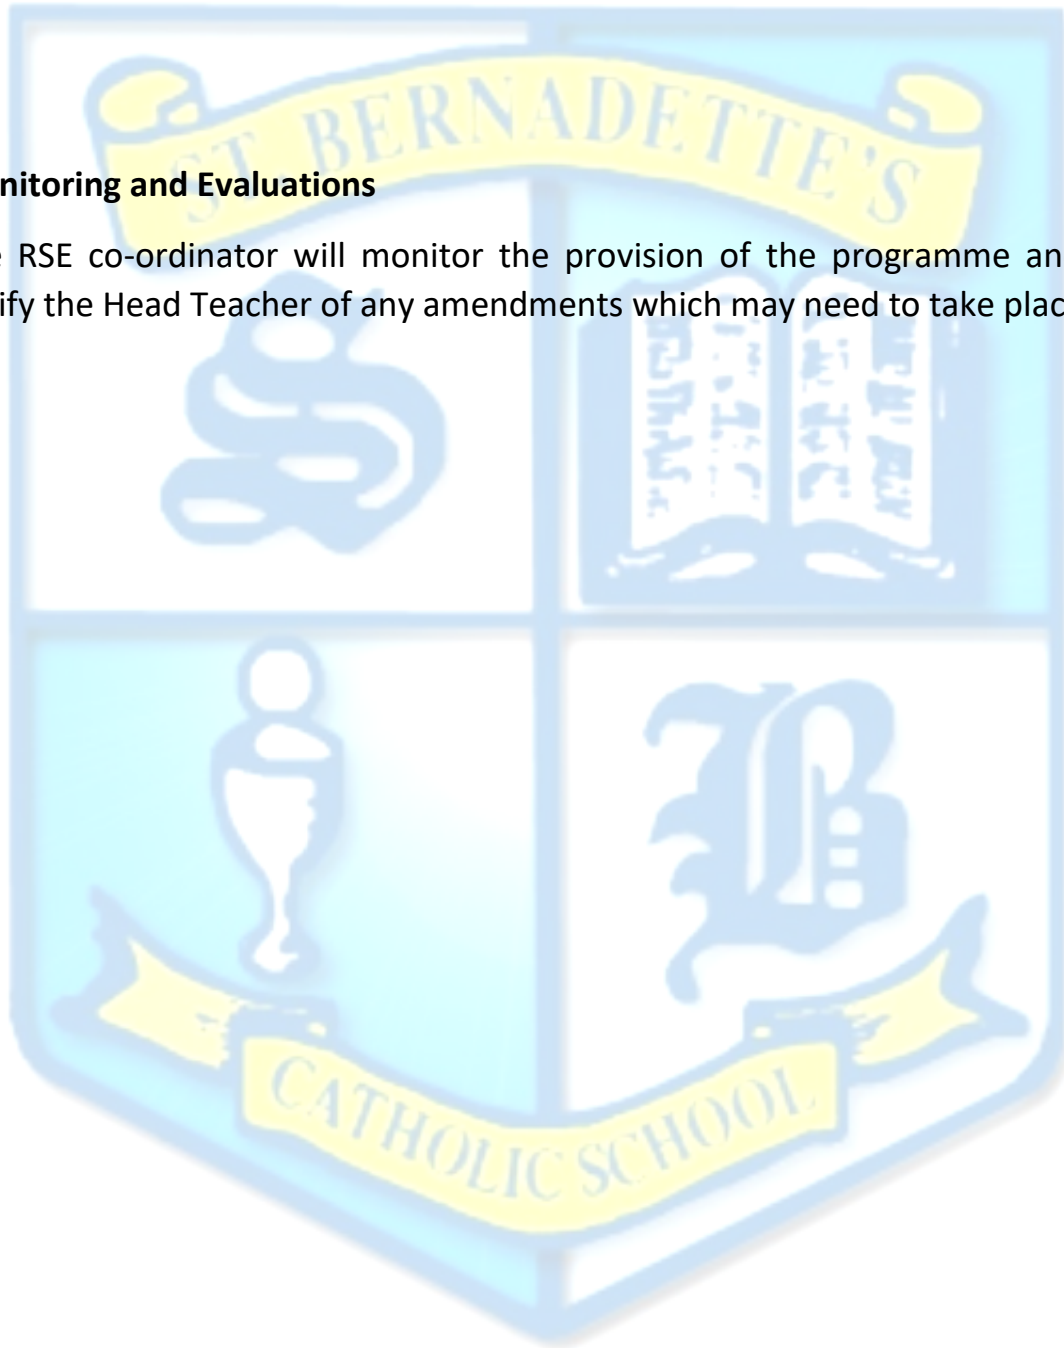 ST. BERNADETTE'S
nitoring and Evaluations
e RSE co-ordinator will monitor the provision of the programme an
ify the Head Teacher of any amendments which may need to take plac
S
B
CATHOLIC SCHOOL